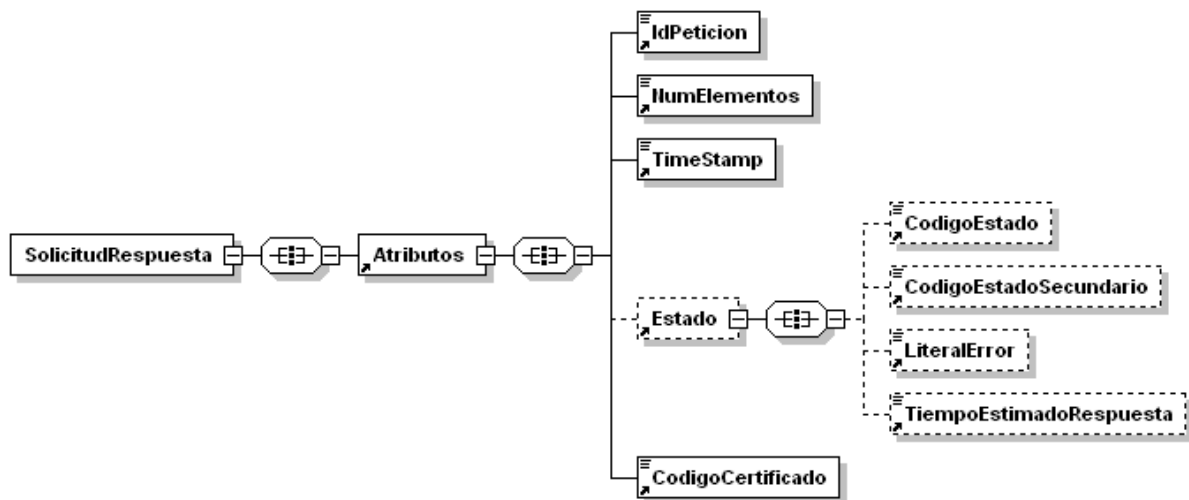 IdPeticion
NumElementos
TimeStamp
CodigoEstado
SolicitudRespuesta
Atributos
CodigoEstadoSecundario
Estado
LiteralError
TiempoEstimadoRespuesta
CodigoCertificado